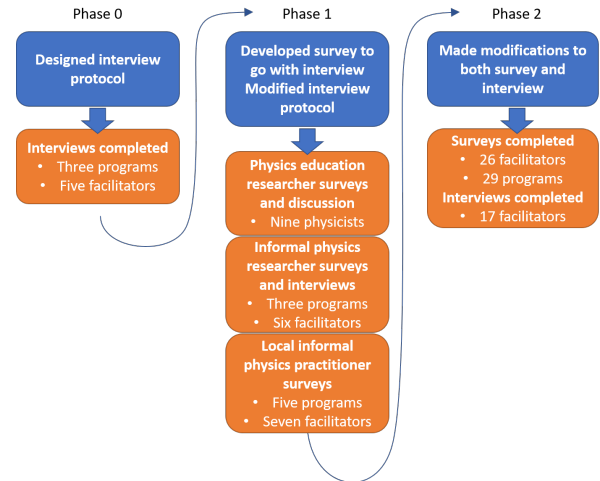 Phase 0
Designed interview
protocol
Interviews completed
• Three programs
• Five facilitators
Phase 1
Developed survey to
go with interview
Modified interview
protocol
Physics education
researcher surveys
and discussion
• Nine physicists
Informal physics
researcher surveys
and interviews
• Three programs
• Six facilitators
Local informal
physics practitioner
surveys
• Five programs
• Seven facilitators
Phase 2
Made modifications to
both survey and
interview
Surveys completed
• 26 facilitators
• 29 programs
Interviews completed
• 17 facilitators